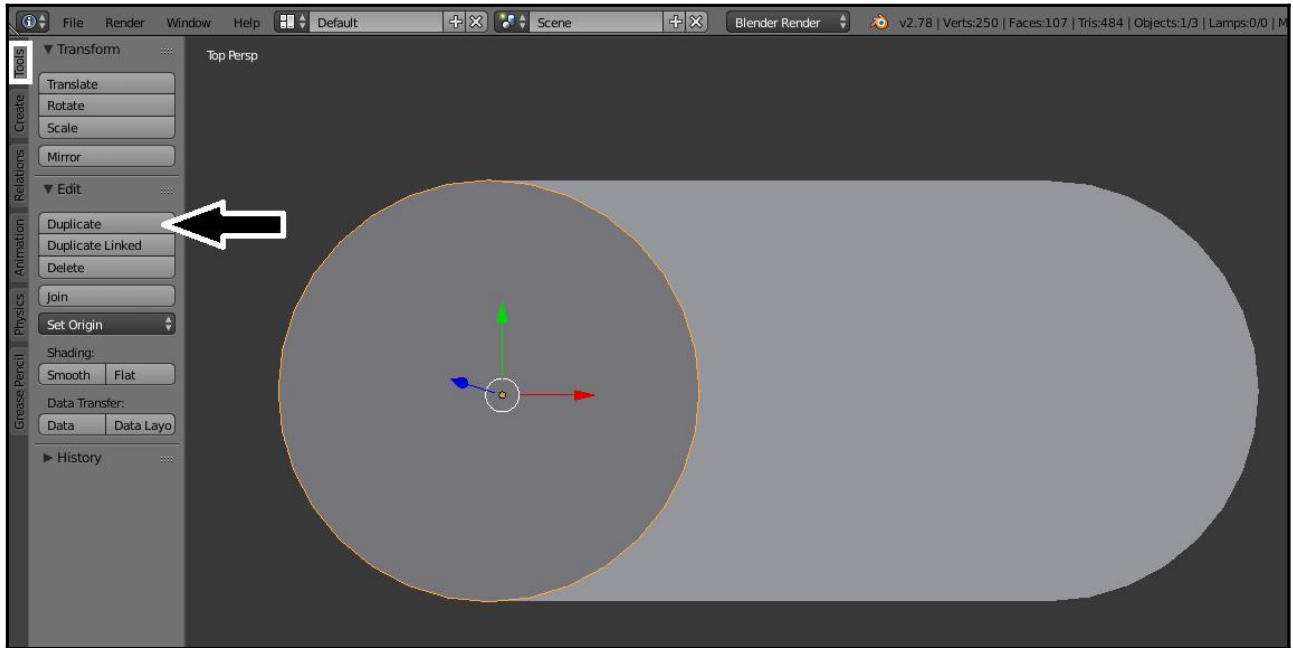 File Render Window Help Default Scene Blender Render v2.78 | Verts:250 | Faces:107 | Tris:484 | Objects:1/3 | Lamps:0/0 | M
Tools
Create
Relations
Animation
Physics
Grease Pencil
Transform
Translate
Rotate
Scale
Mirror
Edit
Duplicate
Duplicate Linked
Delete
Join
Set Origin
Shading:
Smooth Flat
Data Transfer:
Data Data Layo
History
Top Persp